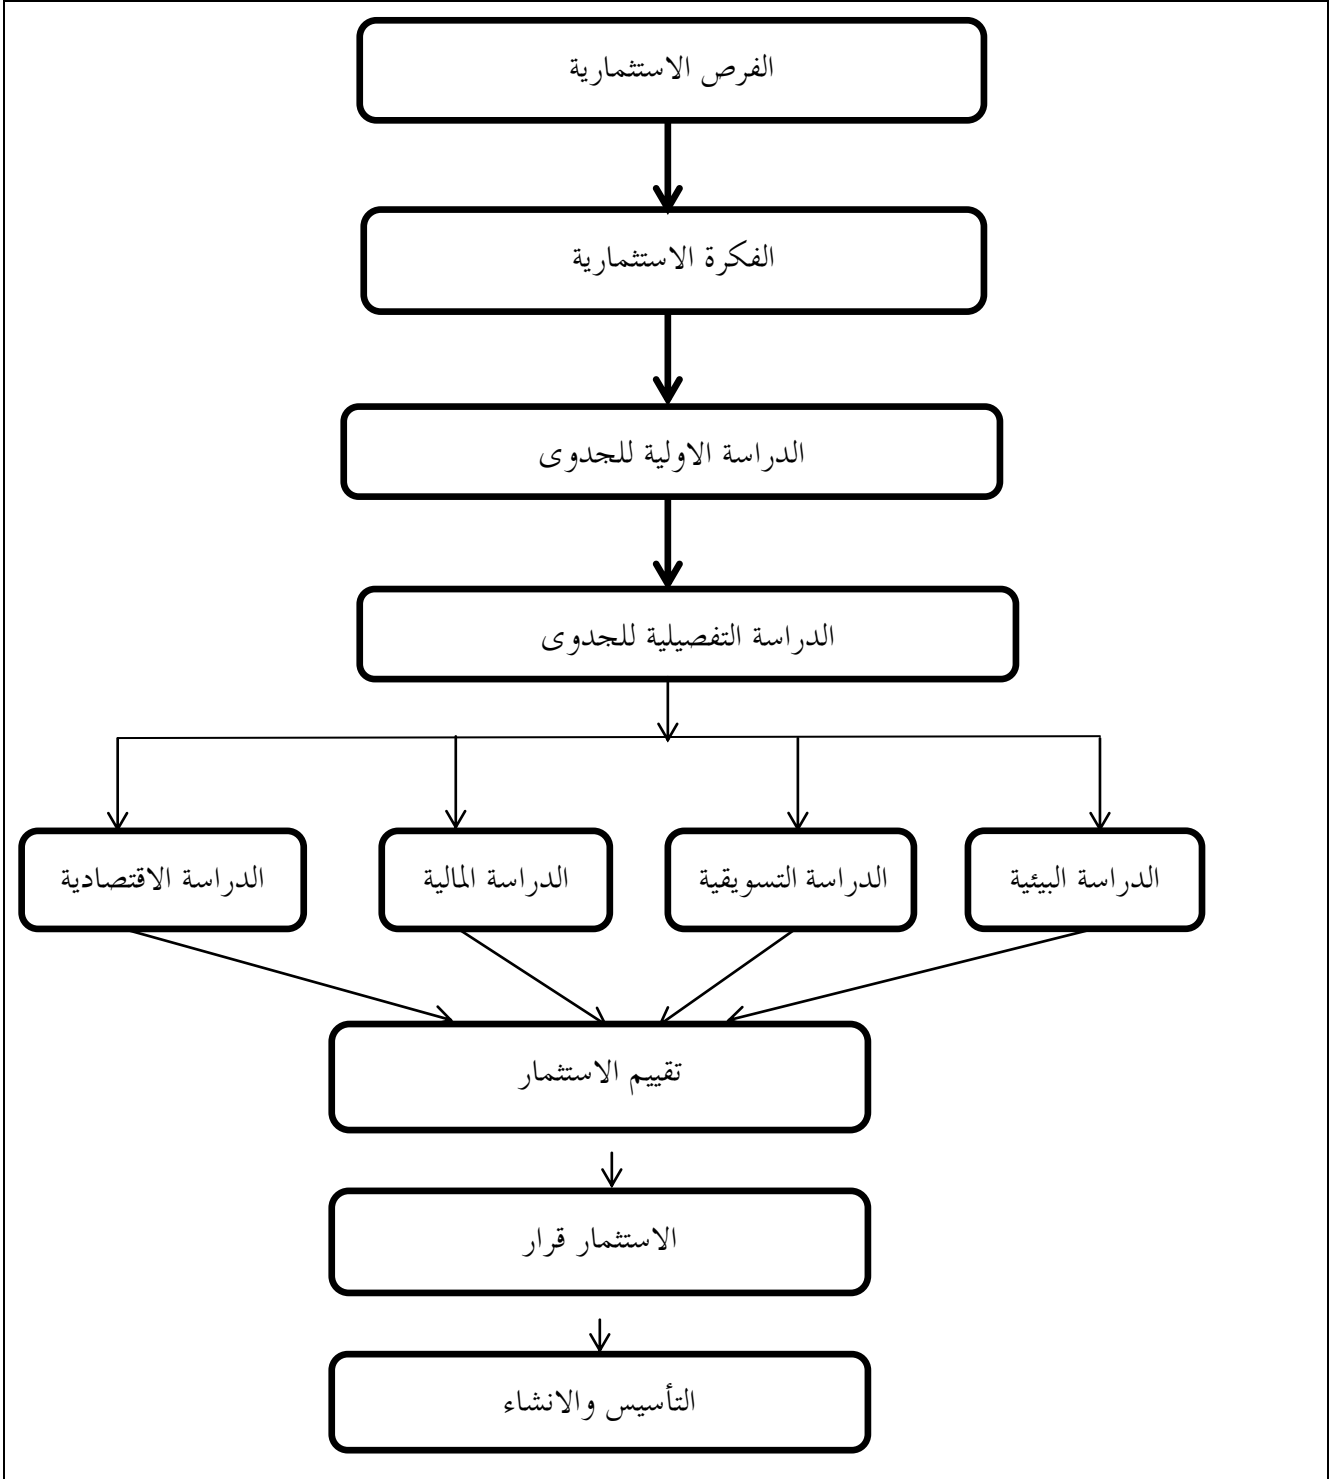 الفرص الاستثمارية
الفكرة الاستثمارية
الدراسة الاولية للجدوى
الدراسة التفصيلية للجدوى
الدراسة البيئية
الدراسة التسويقية
الدراسة المالية
الدراسة الاقتصادية
تقييم الاستثمار
الاستثمار قرار
التأسيس والانشاء